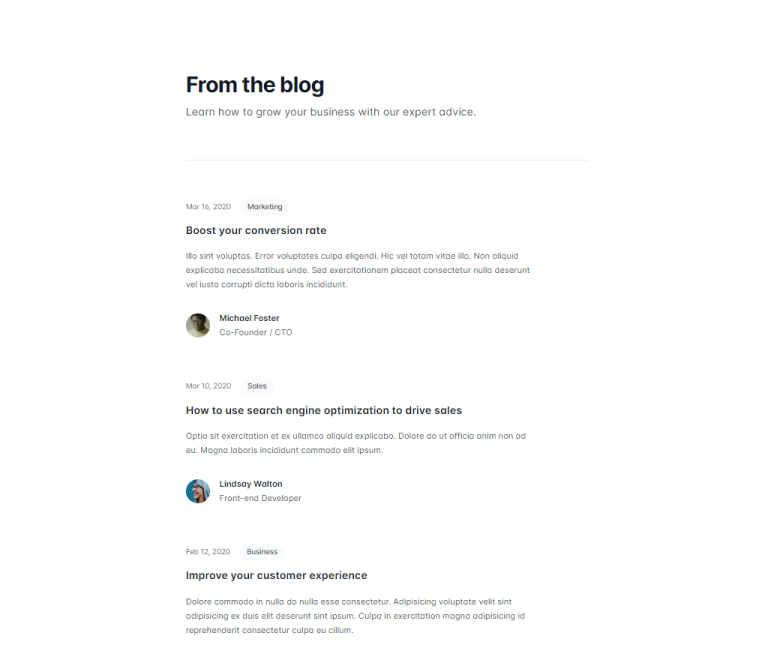 From the blog
Learn how to grow your business with our expert advice.
Mar 16, 2020 Marketing
Boost your conversion rate
Illo sint voluptas. Error voluptates culpa eligendi. Hic vel totam vitae illo. Non aliquid
explicabo necessitatibus unde. Sed exercitationem placeat consectetur nulla deserunt
vel iusto corrupti dicta laboris incididunt.
Michael Foster
Co-Founder / CTO
Mar 10, 2020 Sales
How to use search engine optimization to drive sales
Optio sit exercitation et ex ullamco aliquid explicabo. Dolore do ut officia anim non ad
eu. Magna laboris incididunt commodo elit ipsum.
Lindsay Walton
Front-end Developer
Feb 12, 2020 Business
Improve your customer experience
Dolore commodo in nulla do nulla esse consectetur. Adipisicing voluptate velit sint
adipisicing ex duis elit deserunt sint ipsum. Culpa in exercitation magna adipisicing id
reprehenderit consectetur culpa eu cillum.